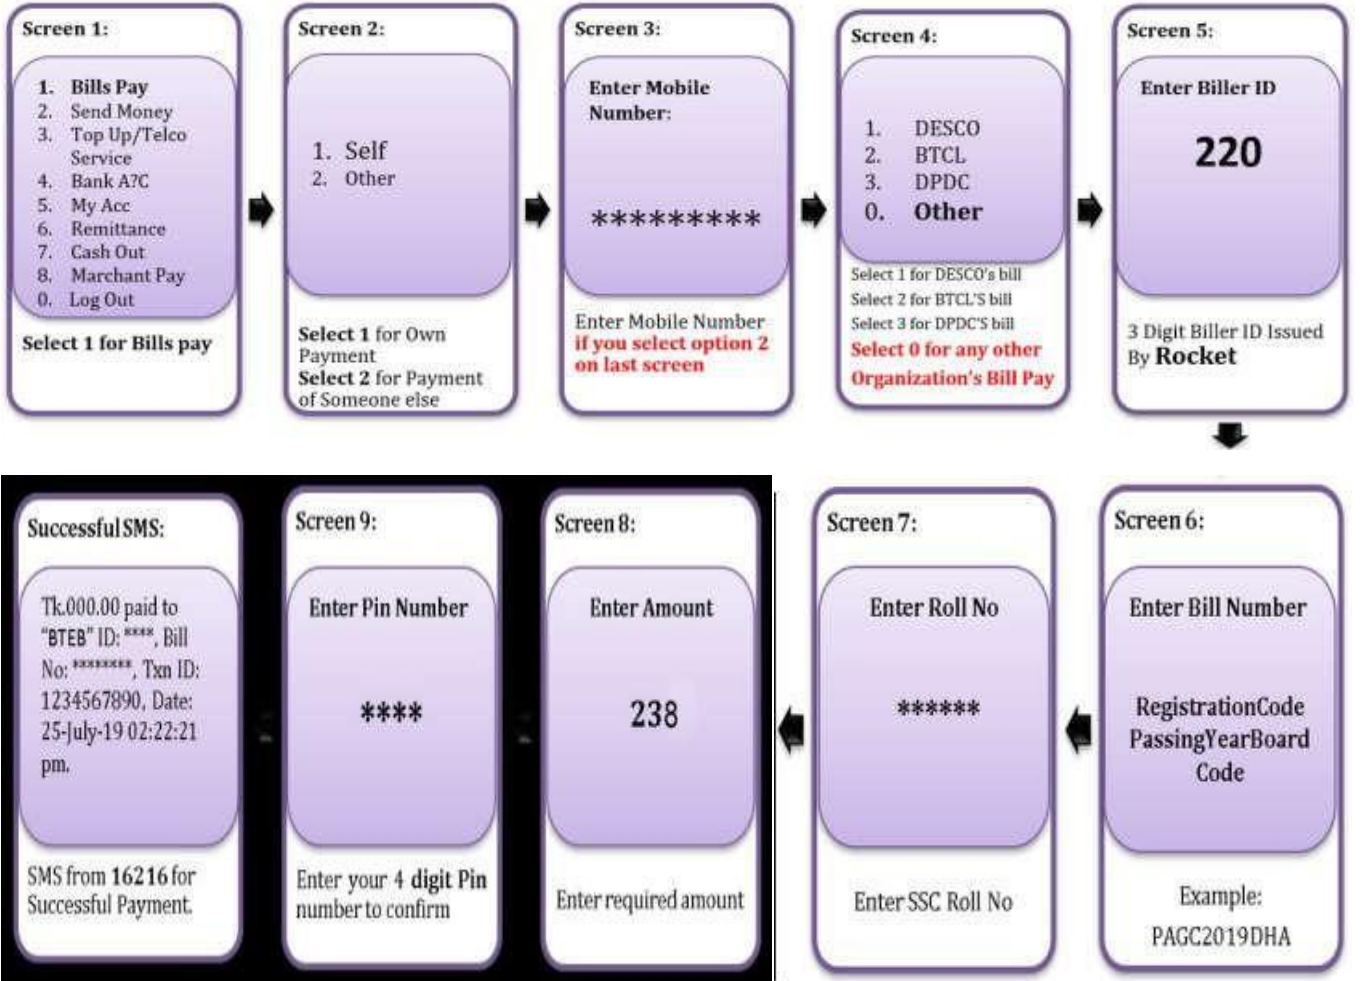 Screen 1:
1. Bills Pay
2. Send Money
3. Top Up/Telco
Service
4. Bank A?C
5. My Acc
6. Remittance
7. Cash Out
8. Marchant Pay
0. Log Out
Select 1 for Bills pay
Screen 2:
1. Self
2. Other
Select 1 for Own
Payment
Select 2 for Payment
of Someone else
Screen 3:
Enter Mobile
Number:
*********
Enter Mobile Number
if you select option 2
on last screen
Screen 4:
1. DESCO
2. BTCL
3. DPDC
0. Other
Select 1 for DESCO's bill
Select 2 for BTCL'S bill
Select 3 for DPDC'S bill
Select 0 for any other
Organization's Bill Pay
Screen 5:
Enter Biller ID
220
3 Digit Biller ID Issued
By Rocket
Screen 6:
Enter Bill Number
RegistrationCode
PassingYearBoard
Code
Example:
PAGC2019DHA
Screen 7:
Enter Roll No
******
Enter SSC Roll No
Screen 8:
Enter Amount
238
Enter required amount
Screen 9:
Enter Pin Number
****
Enter your 4 digit Pin
number to confirm
Successful SMS:
Tk.000.00 paid to
"BTEB" ID: ****, Bill
No: ********, Txn ID:
1234567890, Date:
25-July-19 02:22:21
pm.
SMS from 16216 for
Successful Payment.